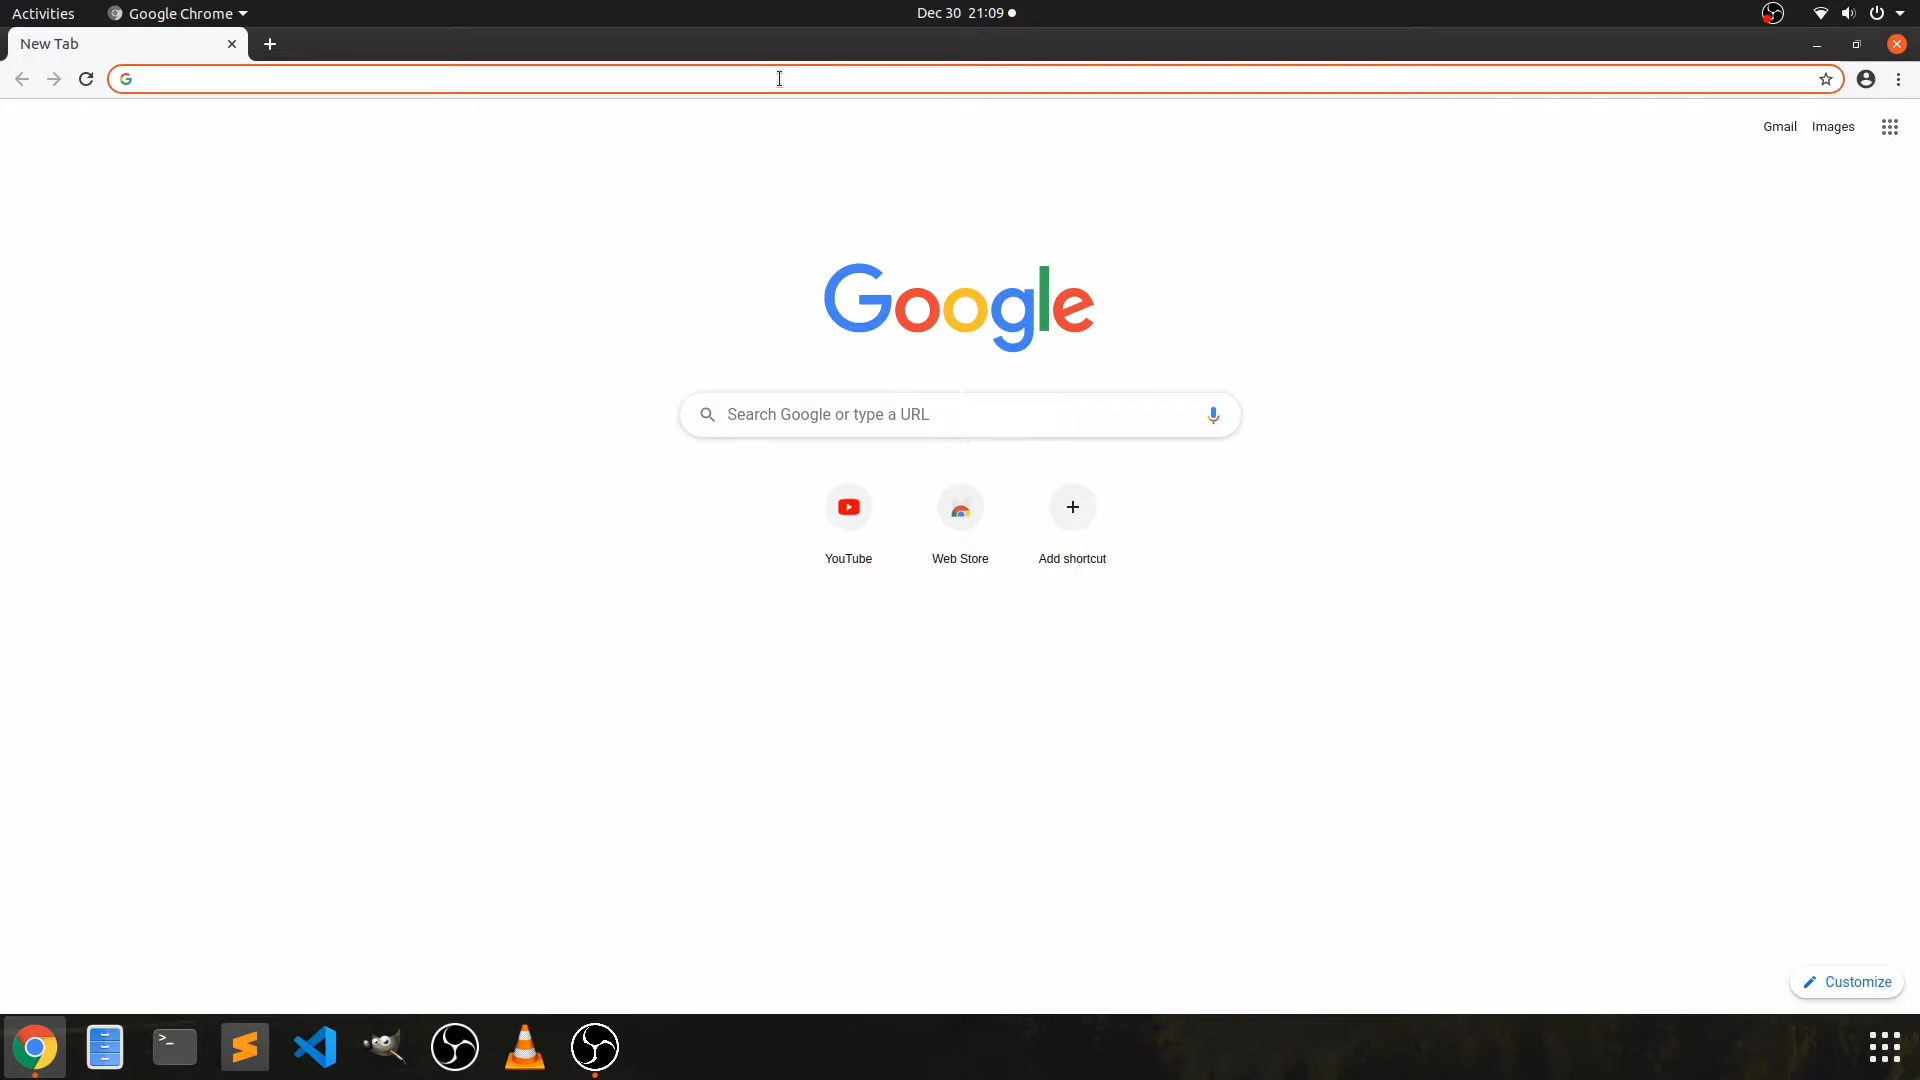 Activities Google Chrome Dec 30 21:09
New Tab
Gmail Images
Google
Search Google or type a URL
YouTube Web Store Add shortcut
Customize
>_